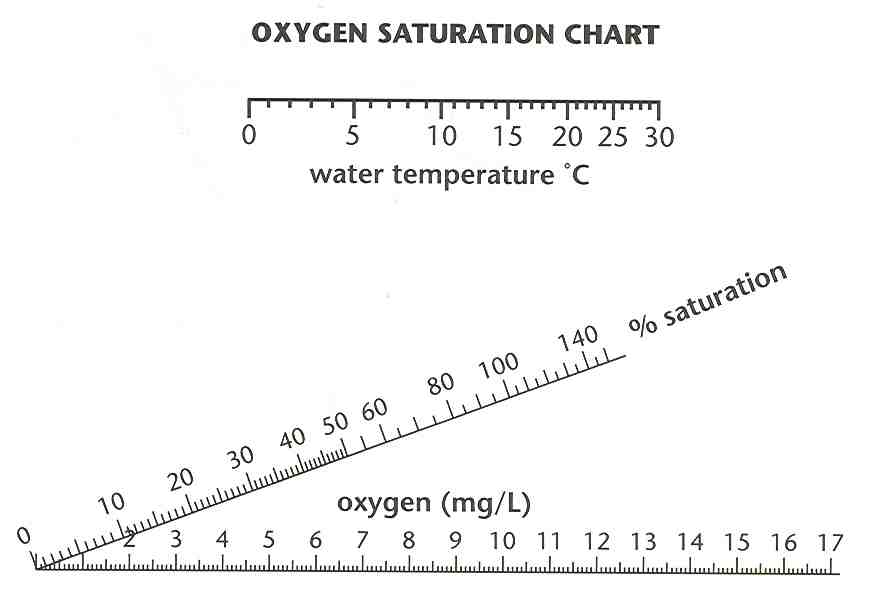 OXYGEN SATURATION CHART
0 5 10 15 20 25 30
water temperature °C
% saturation
0 10 20 30 40 50 60 80 100 140
oxygen (mg/L)
2 3 4 5 6 7 8 9 10 11 12 13 14 15 16 17